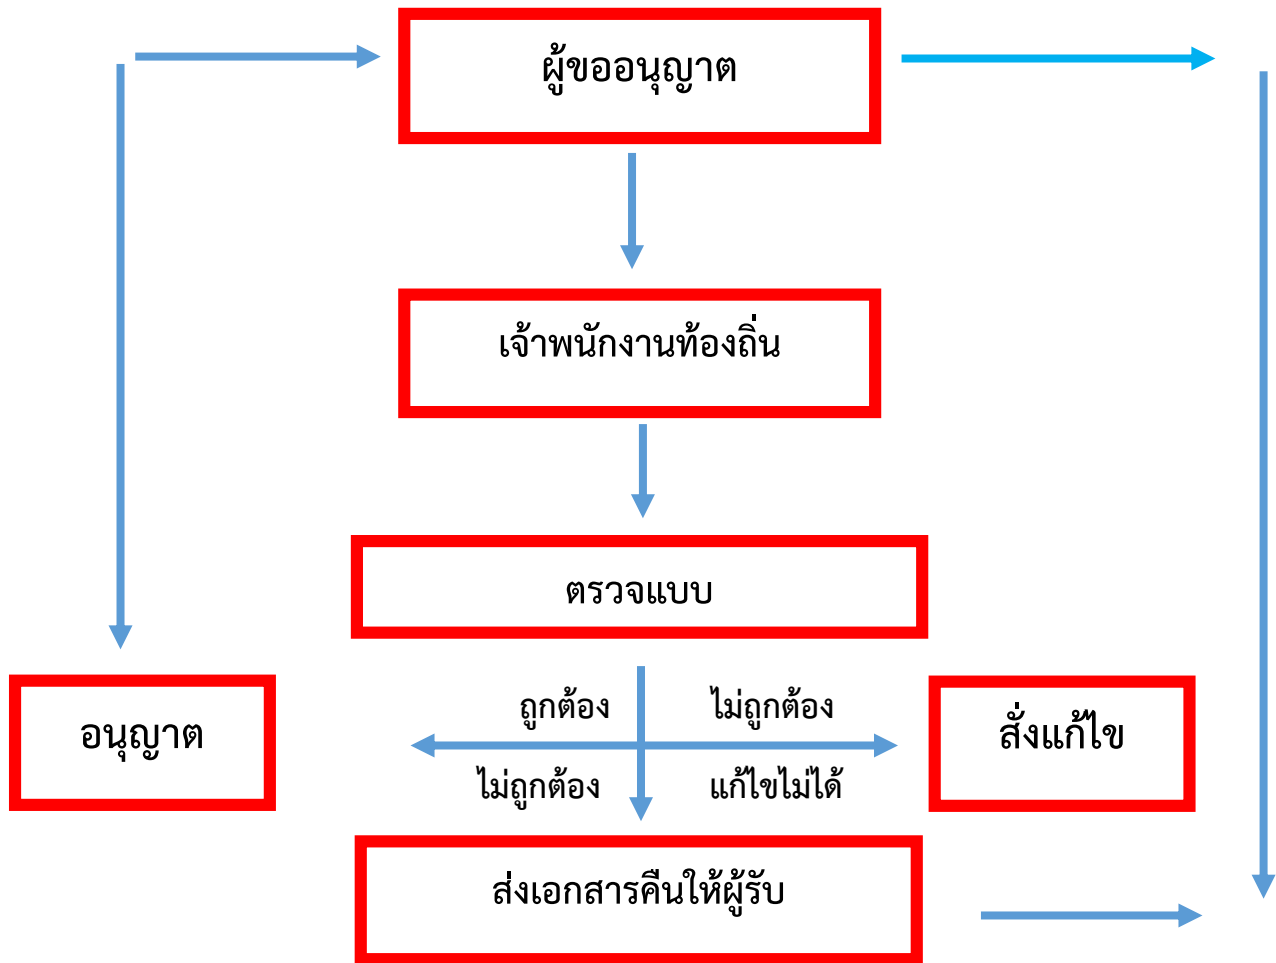 ผู้ขออนุญาต
เจ้าพนักงานท้องถิ่น
ตรวจแบบ
ถูกต้อง
ไม่ถูกต้อง
อนุญาต
สั่งแก้ไข
ไม่ถูกต้อง
แก้ไขไม่ได้
ส่งเอกสารคืนให้ผู้รับ